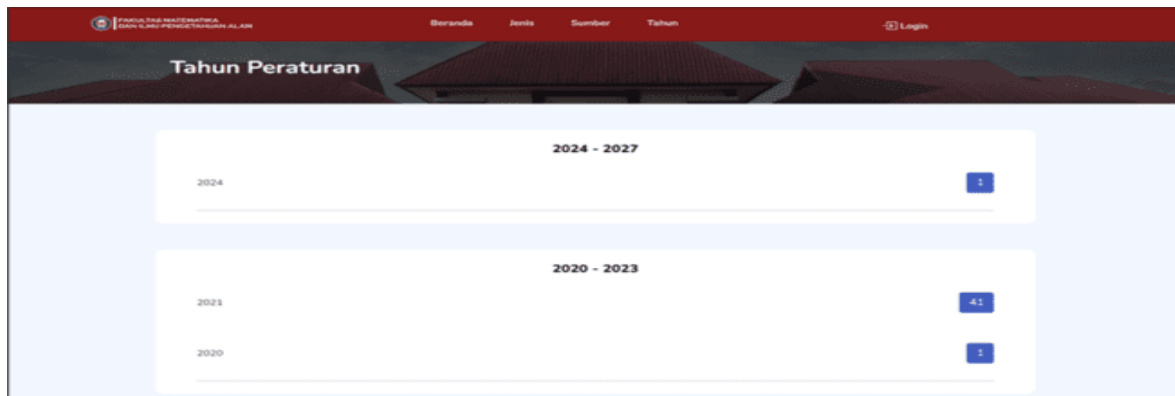 FAKULTAS MATEMATIKA
DAN ILMU PENGETAHUAN ALAM
Beranda Jenis Sumber Tahun
Login
Tahun Peraturan
2024 - 2027
2024 1
2020 - 2023
2021 41
2020 1